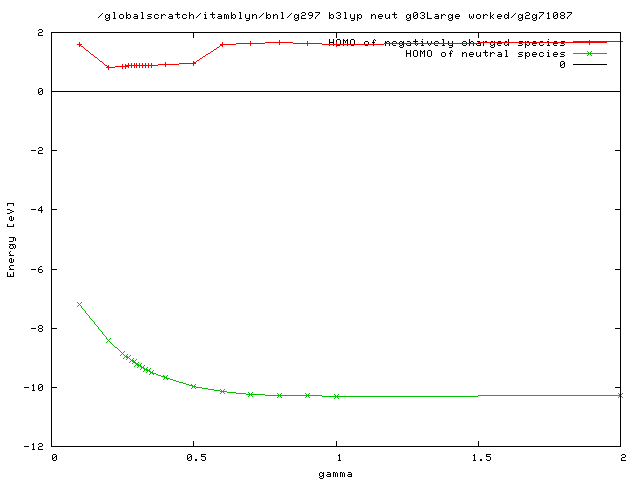 /globalscratch/itamblyn/bnl/g297 b3lyp neut g03Large worked/g2g71087
2
0
-2
-4
-6
-8
-10
-12
Energy [eV]
HOMO of negatively charged species
HOMO of neutral species
0
0
0.5
1
1.5
2
gamma